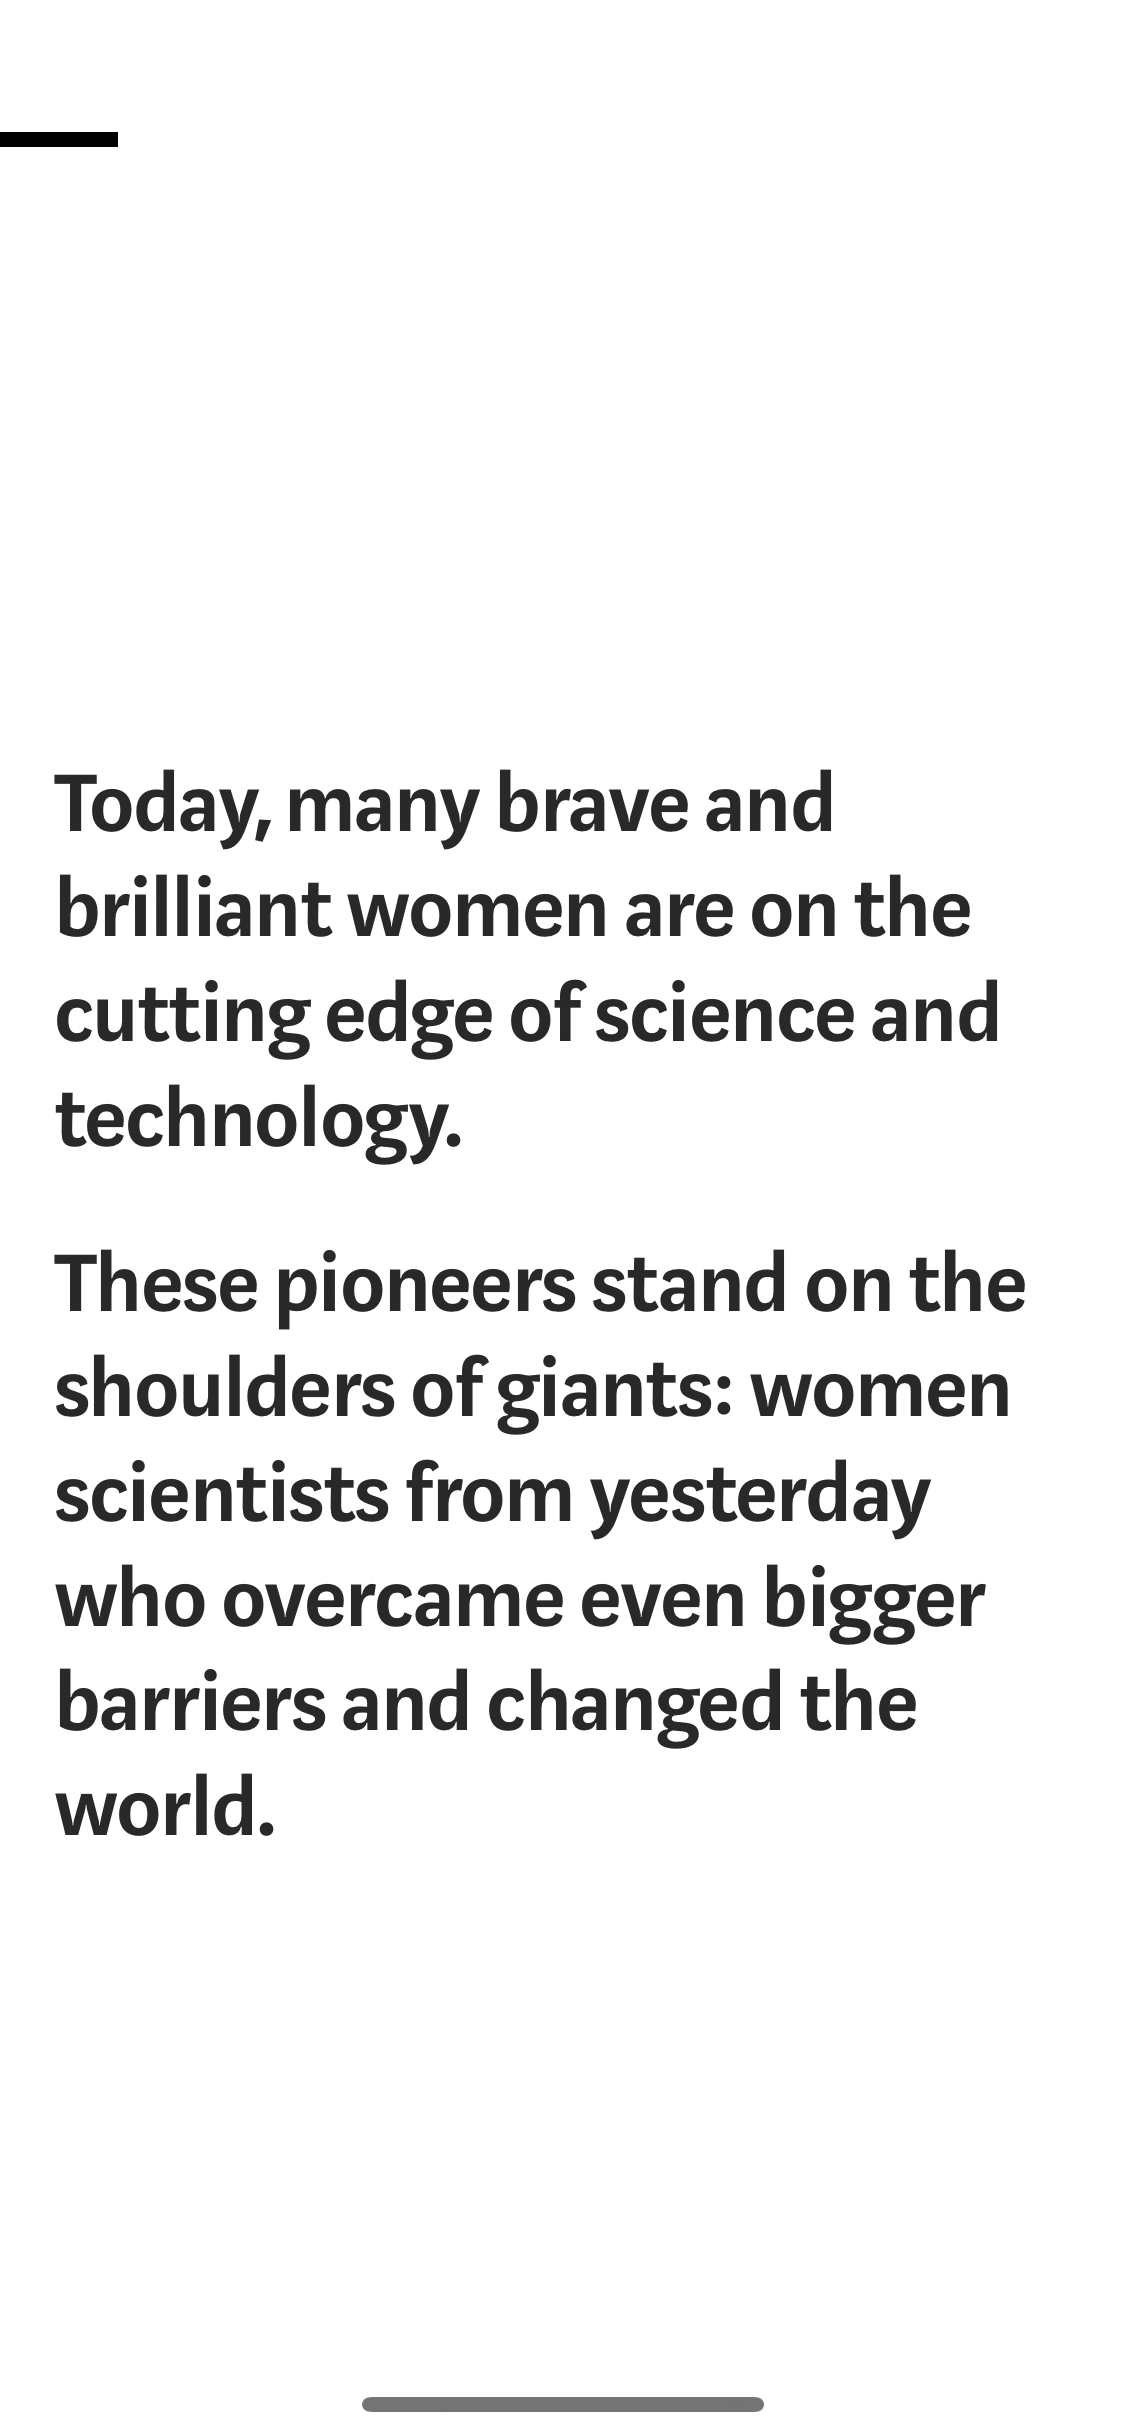 Today, many brave and
brilliant women are on the
cutting edge of science and
technology.
These pioneers stand on the
shoulders of giants: women
scientists from yesterday
who overcame even bigger
barriers and changed the
world.